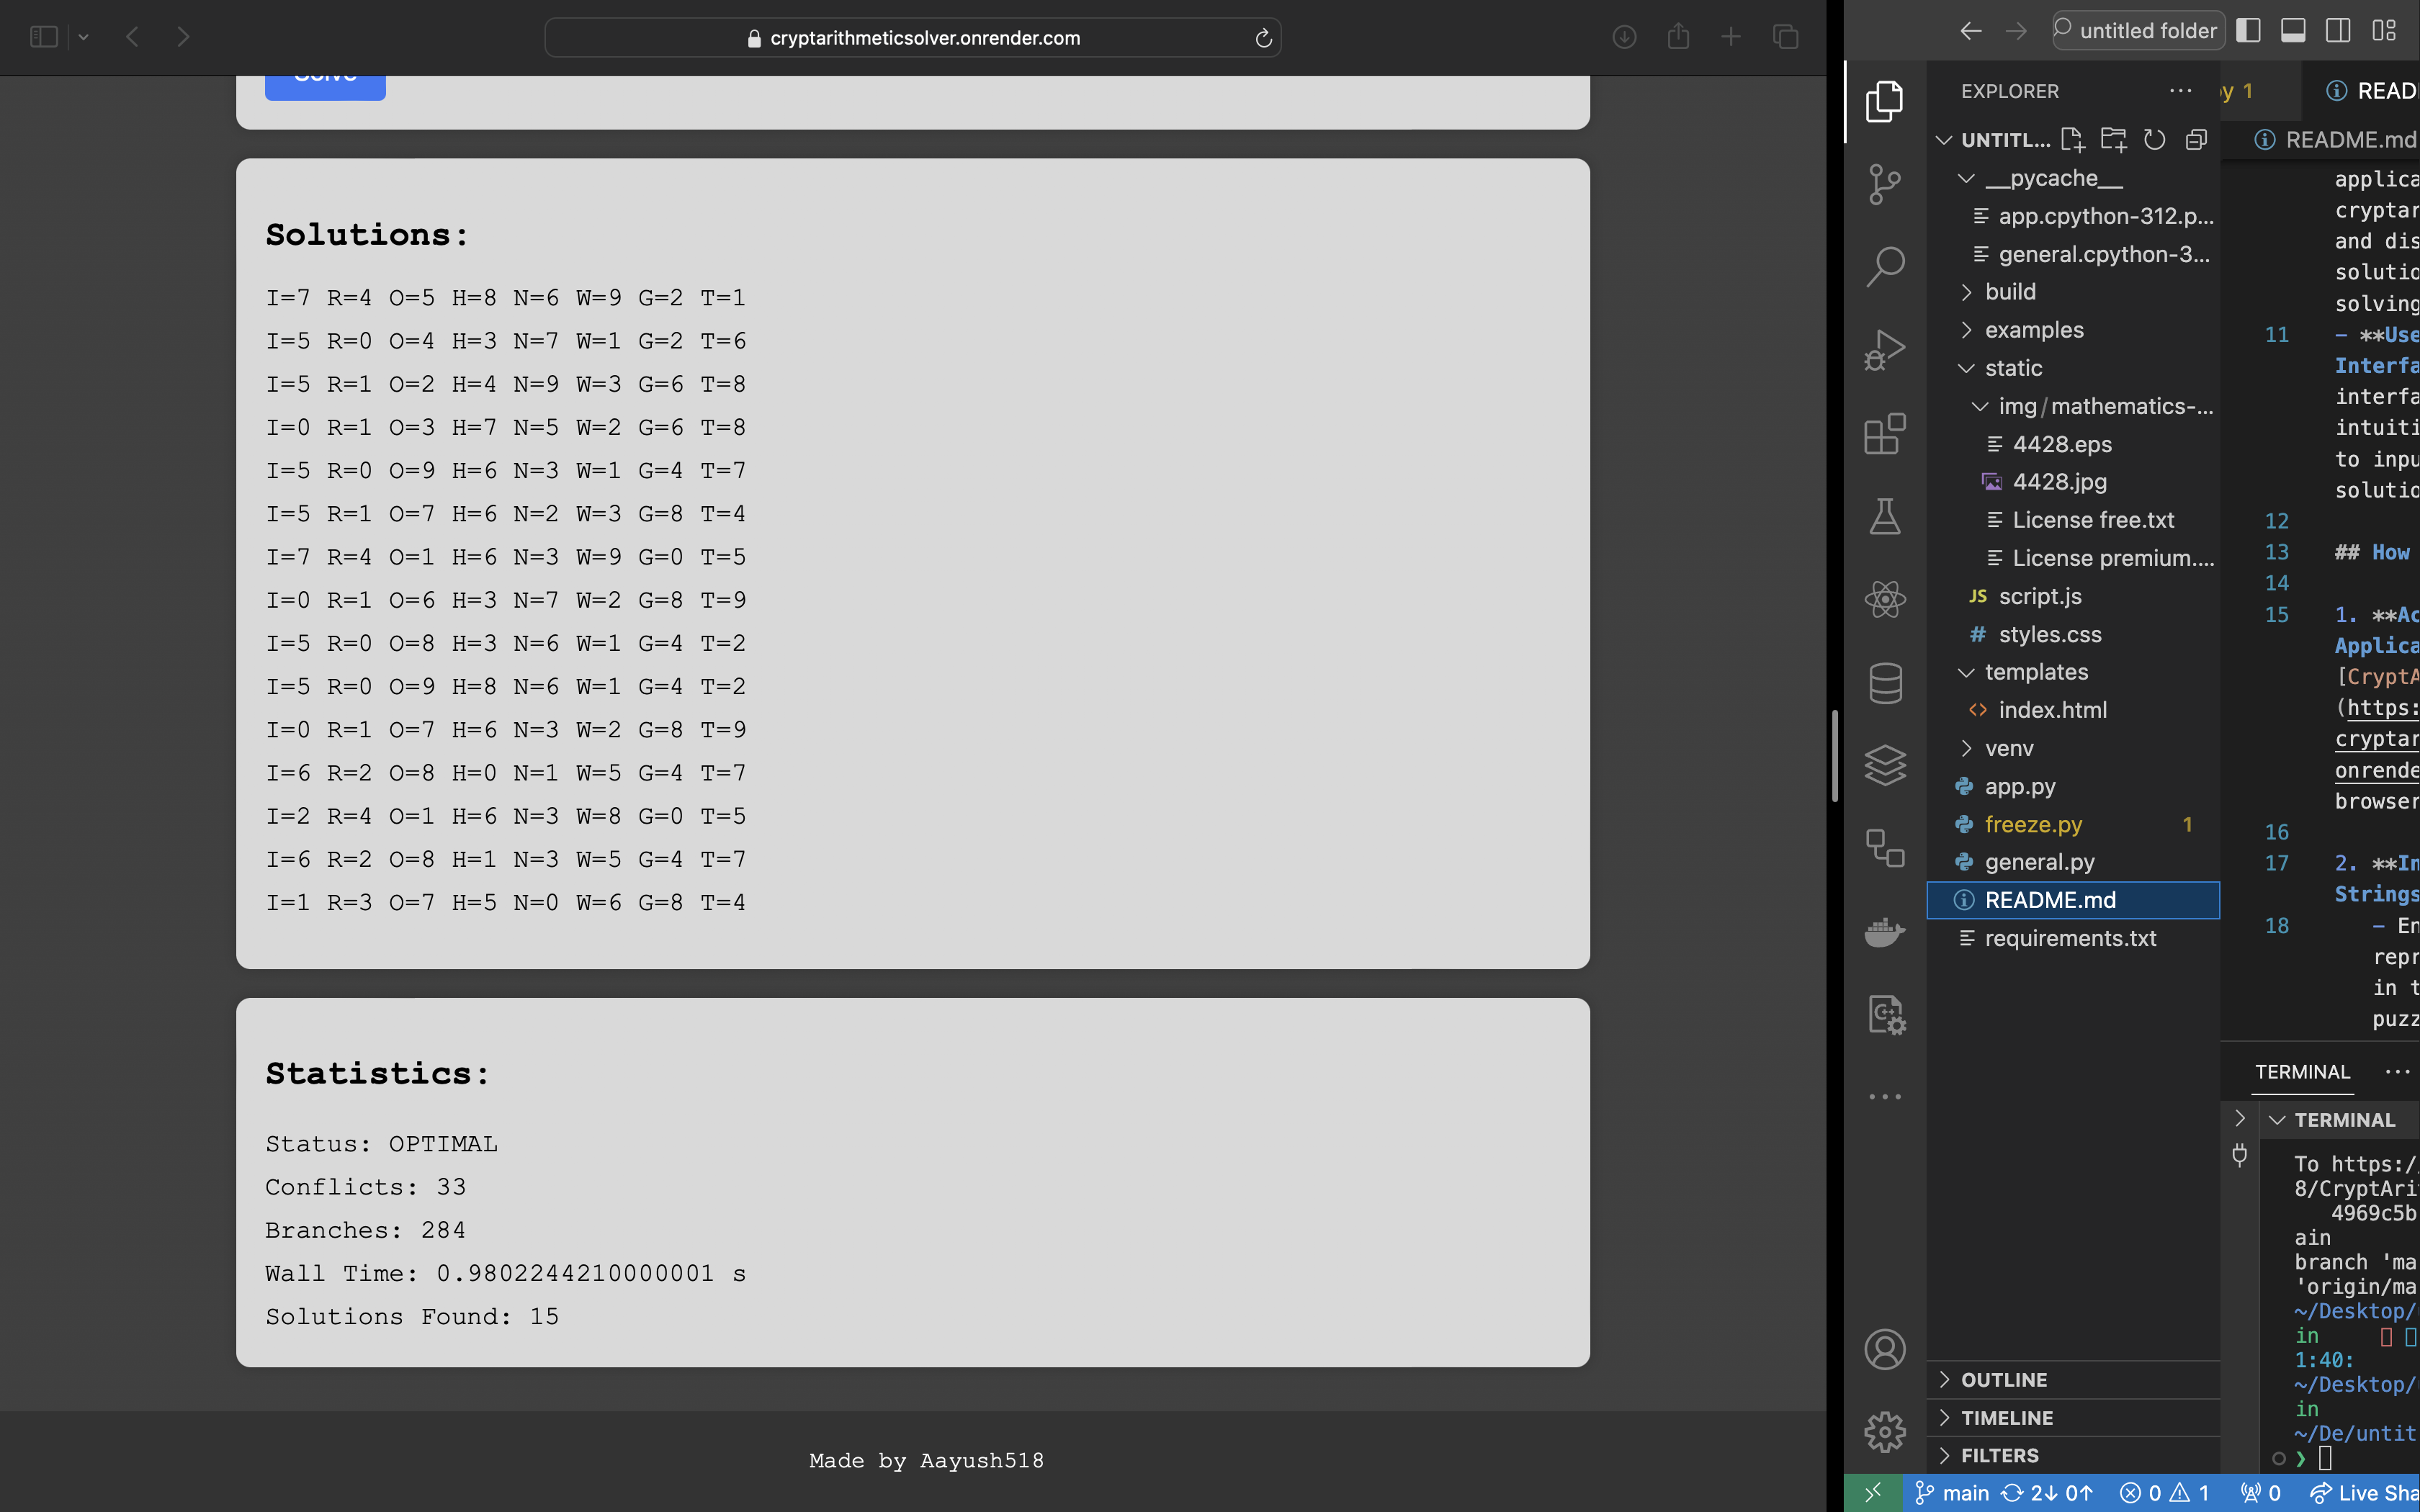 cryptarithmeticsolver.onrender.com
Solve
Solutions:
I=7 R=4 O=5 H=8 N=6 W=9 G=2 T=1
I=5 R=0 O=4 H=3 N=7 W=1 G=2 T=6
I=5 R=1 O=2 H=4 N=9 W=3 G=6 T=8
I=0 R=1 O=3 H=7 N=5 W=2 G=6 T=8
I=5 R=0 O=9 H=6 N=3 W=1 G=4 T=7
I=5 R=1 O=7 H=6 N=2 W=3 G=8 T=4
I=7 R=4 O=1 H=6 N=3 W=9 G=0 T=5
I=0 R=1 O=6 H=3 N=7 W=2 G=8 T=9
I=5 R=0 O=8 H=3 N=6 W=1 G=4 T=2
I=5 R=0 O=9 H=8 N=6 W=1 G=4 T=2
I=0 R=1 O=7 H=6 N=3 W=2 G=8 T=9
I=6 R=2 O=8 H=0 N=1 W=5 G=4 T=7
I=2 R=4 O=1 H=6 N=3 W=8 G=0 T=5
I=6 R=2 O=8 H=1 N=3 W=5 G=4 T=7
I=1 R=3 O=7 H=5 N=0 W=6 G=8 T=4
Statistics:
Status: OPTIMAL
Conflicts: 33
Branches: 284
Wall Time: 0.9802244210000001 s
Solutions Found: 15
Made by Aayush518
untitled folder
EXPLORER
UNTITL...
__pycache__
app.cpython-312.p...
general.cpython-3...
build
examples
static
img/mathematics-...
4428.eps
4428.jpg
License free.txt
License premium....
JS script.js
# styles.css
templates
<> index.html
venv
app.py
freeze.py 1
general.py
README.md
requirements.txt
OUTLINE
TIMELINE
FILTERS
py 1
READ
README.md
applica
cryptar
and dis
solutio
solving
11 - **Use
Interfa
interfa
intuiti
to inpu
solutio
12
13 ## How
14
15 1. **Ac
Applica
[CryptA
(https:
cryptar
onrende
browser
16
17 2. **In
Strings
18 - En
repr
in t
puzz
TERMINAL
TERMINAL
To https:/
8/CryptAri
4969c5b
ain
branch 'ma
'origin/ma
~/Desktop/
in
1:40:
~/Desktop/
in
~/De/untit
❯
main 2↓ 0↑ 0 1 0 Live Sha